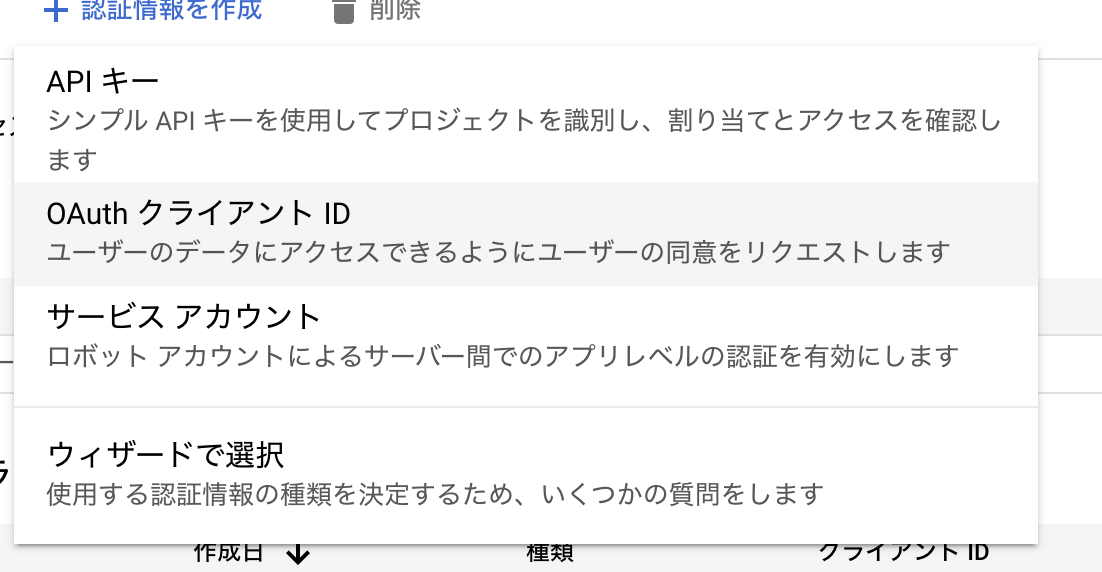 認証情報を作成
削除
API キー
シンプル API キーを使用してプロジェクトを識別し、割り当てとアクセスを確認し
ます
OAuth クライアント ID
ユーザーのデータにアクセスできるようにユーザーの同意をリクエストします
サービス アカウント
ロボット アカウントによるサーバー間でのアプリレベルの認証を有効にします
ウィザードで選択
使用する認証情報の種類を決定するため、いくつかの質問をします
作成日
種類
クライアント ID